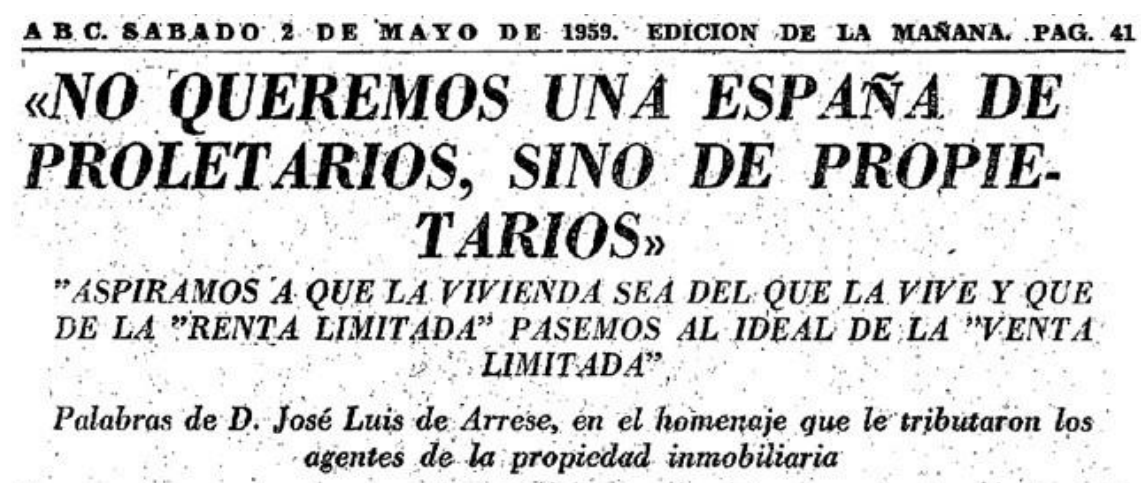 A B C. SABADO 2 DE MAYO DE 1959. EDICION DE LA MAÑANA. PAG. 41
«NO QUEREMOS UNA ESPAÑA DE
PROLETARIOS, SINO DE PROPIE-
TARIOS»
"ASPIRAMOS A QUE LA VIVIENDA SEA DEL QUE LA VIVE Y QUE
DE LA "RENTA LIMITADA" PASEMOS AL IDEAL DE LA "VENTA
LIMITADA"
Palabras de D. José Luis de Arrese, en el homenaje que le tributaron los
agentes de la propiedad inmobiliaria